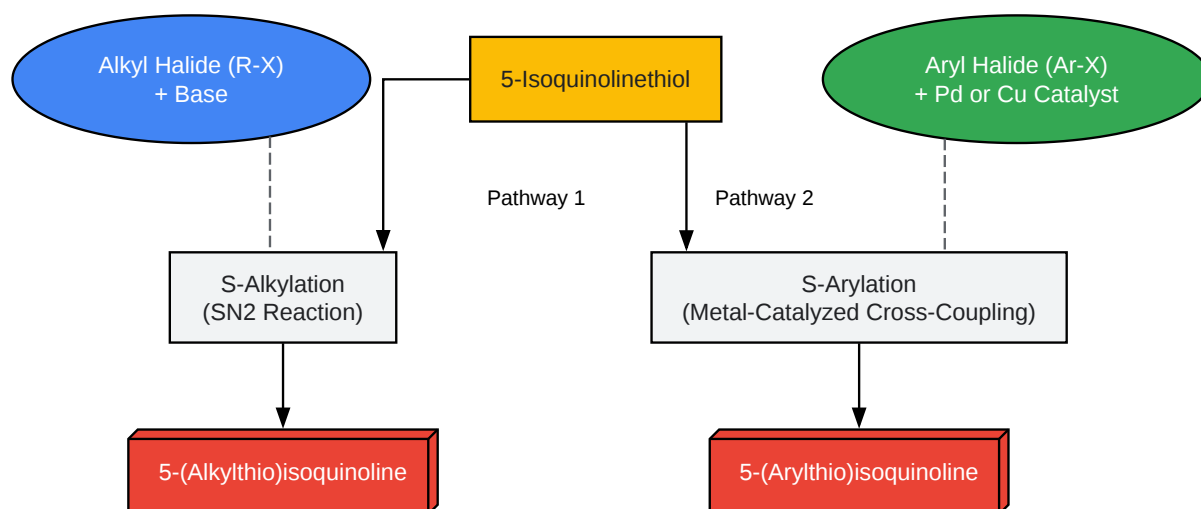 Alkyl Halide (R-X)
+ Base
5-Isoquinolinethiol
Aryl Halide (Ar-X)
+ Pd or Cu Catalyst
Pathway 1
Pathway 2
S-Alkylation
(SN2 Reaction)
S-Arylation
(Metal-Catalyzed Cross-Coupling)
5-(Alkylthio)isoquinoline
5-(Arylthio)isoquinoline